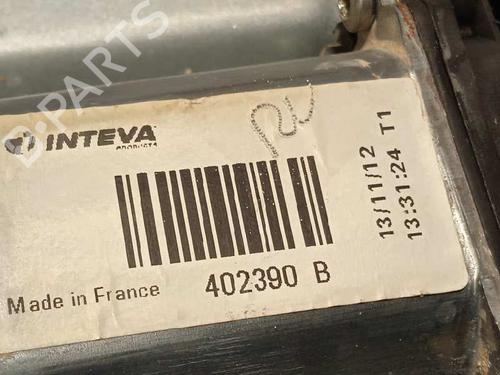 B-PARTS
INTEVA
PRODUCTS
13/11/12
13:31:24 T1
Made in France
402390 B